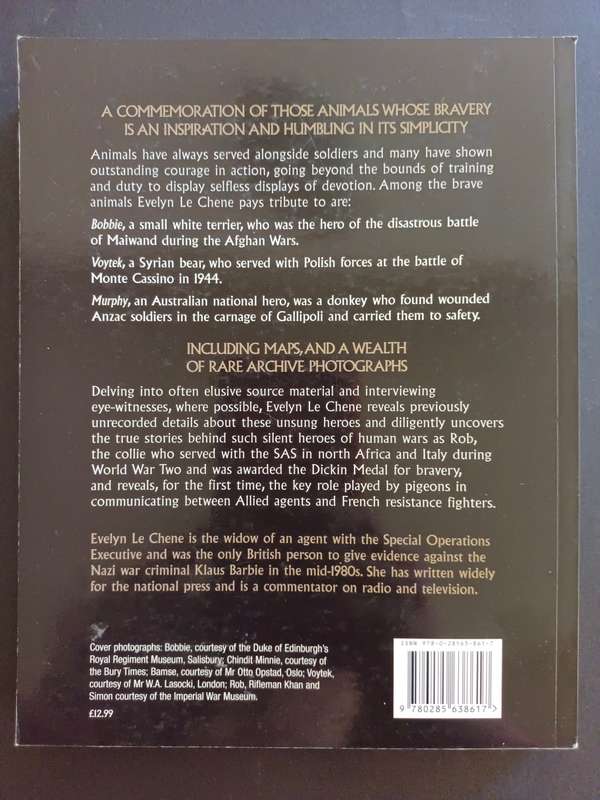 A COMMEMORATION OF THOSE ANIMALS WHOSE BRAVERY
IS AN INSPIRATION AND HUMBLING IN ITS SIMPLICITY
Animals have always served alongside soldiers and many have shown
outstanding courage in action, going beyond the bounds of training
and duty to display selfless displays of devotion. Among the brave
animals Evelyn Le Chene pays tribute to are:
Bobbie, a small white terrier, who was the hero of the disastrous battle
of Maiwand during the Afghan Wars.
Voytek, a Syrian bear, who served with Polish forces at the battle of
Monte Cassino in 1944.
Murphy, an Australian national hero, was a donkey who found wounded
Anzac soldiers in the carnage of Gallipoli and carried them to safety.
INCLUDING MAPS, AND A WEALTH
OF RARE ARCHIVE PHOTOGRAPHS
Delving into often elusive source material and interviewing
eye-witnesses, where possible, Evelyn Le Chene reveals previously
unrecorded details about these unsung heroes and diligently uncovers
the true stories behind such silent heroes of human wars as Rob,
the collie who served with the SAS in north Africa and Italy during
World War Two and was awarded the Dickin Medal for bravery,
and reveals, for the first time, the key role played by pigeons in
communicating between Allied agents and French resistance fighters.
Evelyn Le Chene is the widow of an agent with the Special Operations
Executive and was the only British person to give evidence against the
Nazi war criminal Klaus Barbie in the mid-1980s. She has written widely
for the national press and is a commentator on radio and television.
Cover photographs: Bobbie, courtesy of the Duke of Edinburgh's
Royal Regiment Museum, Salisbury; Chindit Minnie, courtesy of
the Bury Times; Bamse, courtesy of Mr Otto Opstad, Oslo; Voytek,
courtesy of Mr W.A. Lasocki, London; Rob, Rifleman Khan and
Simon courtesy of the Imperial War Museum.
£12.99
ISBN 978-0-28563-861-7
9 780285 638617 >